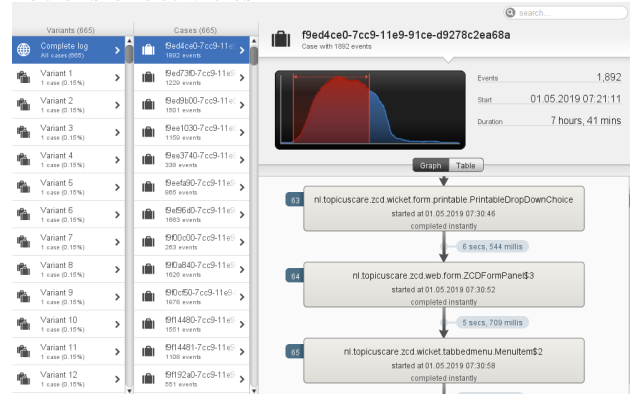 search...
Variants (665)
Complete log
All cases (665)
Variant 1
1 case (0.15%)
Variant 2
1 case (0.15%)
Variant 3
1 case (0.15%)
Variant 4
1 case (0.15%)
Variant 5
1 case (0.15%)
Variant 6
1 case (0.15%)
Variant 7
1 case (0.15%)
Variant 8
1 case (0.15%)
Variant 9
1 case (0.15%)
Variant 10
1 case (0.15%)
Variant 11
1 case (0.15%)
Variant 12
1 case (0.15%)
Cases (665)
f9ed4ce0-7cc9-11e
1892 events
f9ed73f0-7cc9-11e9
1229 events
f9ed9b00-7cc9-11e
1501 events
f9ee1030-7cc9-11e
1159 events
f9ee3740-7cc9-11e
338 events
f9eefa90-7cc9-11e
865 events
f9ef96d0-7cc9-11e9
1663 events
f9f00c00-7cc9-11e9
263 events
f9f0a840-7cc9-11e9
1628 events
f9f0cf50-7cc9-11e9-
1978 events
f9f14480-7cc9-11e9
1551 events
f9f14481-7cc9-11e9
1108 events
f9f192a0-7cc9-11e9
551 events
f9ed4ce0-7cc9-11e9-91ce-d9278c2ea68a
Case with 1892 events
Events 1,892
Start 01.05.2019 07:21:11
Duration 7 hours, 41 mins
Graph Table
63
nl.topicuscare.zcd.wicket.form.printable.PrintableDropDownChoice
started at 01.05.2019 07:30:46
completed instantly
6 secs, 544 millis
64
nl.topicuscare.zcd.web.form.ZCDFormPanel$3
started at 01.05.2019 07:30:52
completed instantly
5 secs, 709 millis
65
nl.topicuscare.zcd.wicket.tabbedmenu.MenuItem$2
started at 01.05.2019 07:30:58
completed instantly